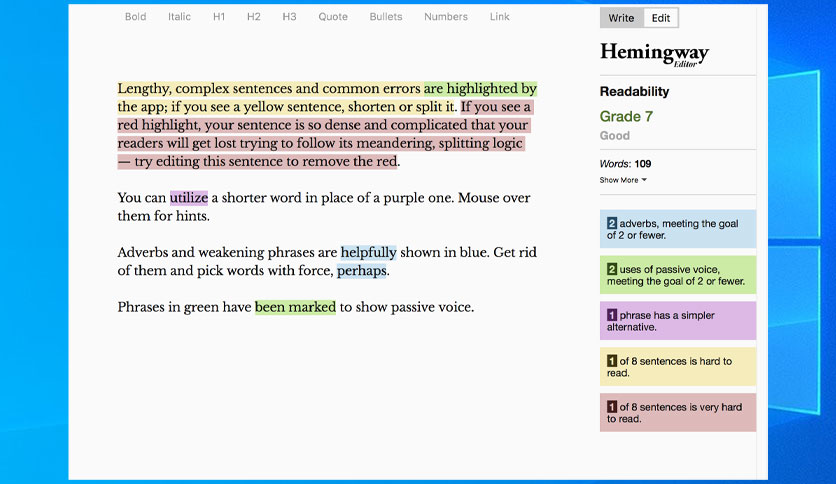 Bold Italic H1 H2 H3 Quote Bullets Numbers Link
Lengthy, complex sentences and common errors are highlighted by
the app; if you see a yellow sentence, shorten or split it. If you see a
red highlight, your sentence is so dense and complicated that your
readers will get lost trying to follow its meandering, splitting logic
— try editing this sentence to remove the red.
You can utilize a shorter word in place of a purple one. Mouse over
them for hints.
Adverbs and weakening phrases are helpfully shown in blue. Get rid
of them and pick words with force, perhaps.
Phrases in green have been marked to show passive voice.
Write Edit
Hemingway
Editor
Readability
Grade 7
Good
Words: 109
Show More
2 adverbs, meeting the goal
of 2 or fewer.
2 uses of passive voice,
meeting the goal of 2 or fewer.
1 phrase has a simpler
alternative.
1 of 8 sentences is hard to
read.
1 of 8 sentences is very hard
to read.